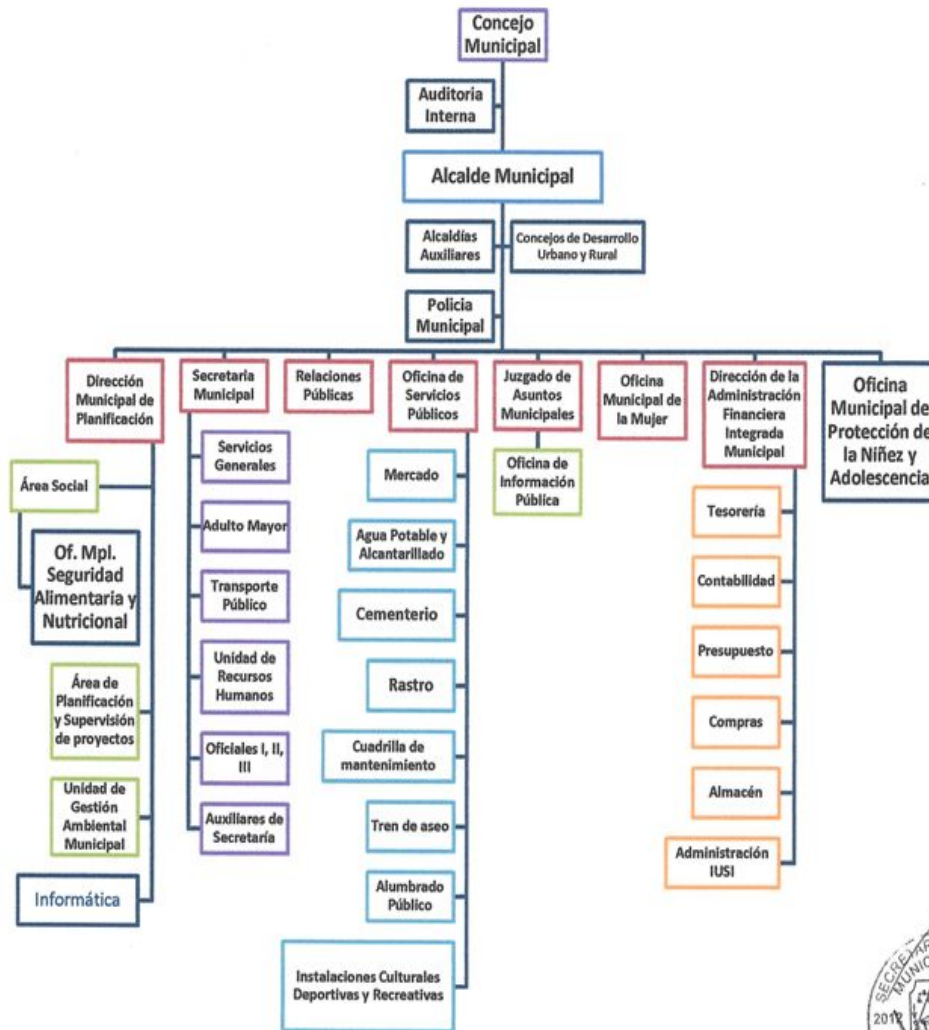 Concejo
Municipal
Auditoria
Interna
Alcalde Municipal
Alcaldías
Auxiliares
Concejos de Desarrollo
Urbano y Rural
Policia
Municipal
Dirección
Municipal de
Planificación
Secretaria
Municipal
Relaciones
Públicas
Oficina de
Servicios
Públicos
Juzgado de
Asuntos
Municipales
Oficina
Municipal de
la Mujer
Dirección de la
Administración
Financiera
Integrada
Municipal
Oficina
Municipal de
Protección de
la Niñez y
Adolescencia
Área Social
Of. Mpl.
Seguridad
Alimentaria y
Nutricional
Área de
Planificación
y Supervisión
de proyectos
Unidad de
Gestión
Ambiental
Municipal
Informática
Servicios
Generales
Adulto Mayor
Transporte
Público
Unidad de
Recursos
Humanos
Oficiales I, II,
III
Auxiliares de
Secretaría
Mercado
Agua Potable y
Alcantarillado
Cementerio
Rastro
Cuadrilla de
mantenimiento
Tren de aseo
Alumbrado
Público
Instalaciones Culturales
Deportivas y Recreativas
Oficina de
Información
Pública
Tesorería
Contabilidad
Presupuesto
Compras
Almacén
Administración
IUSI